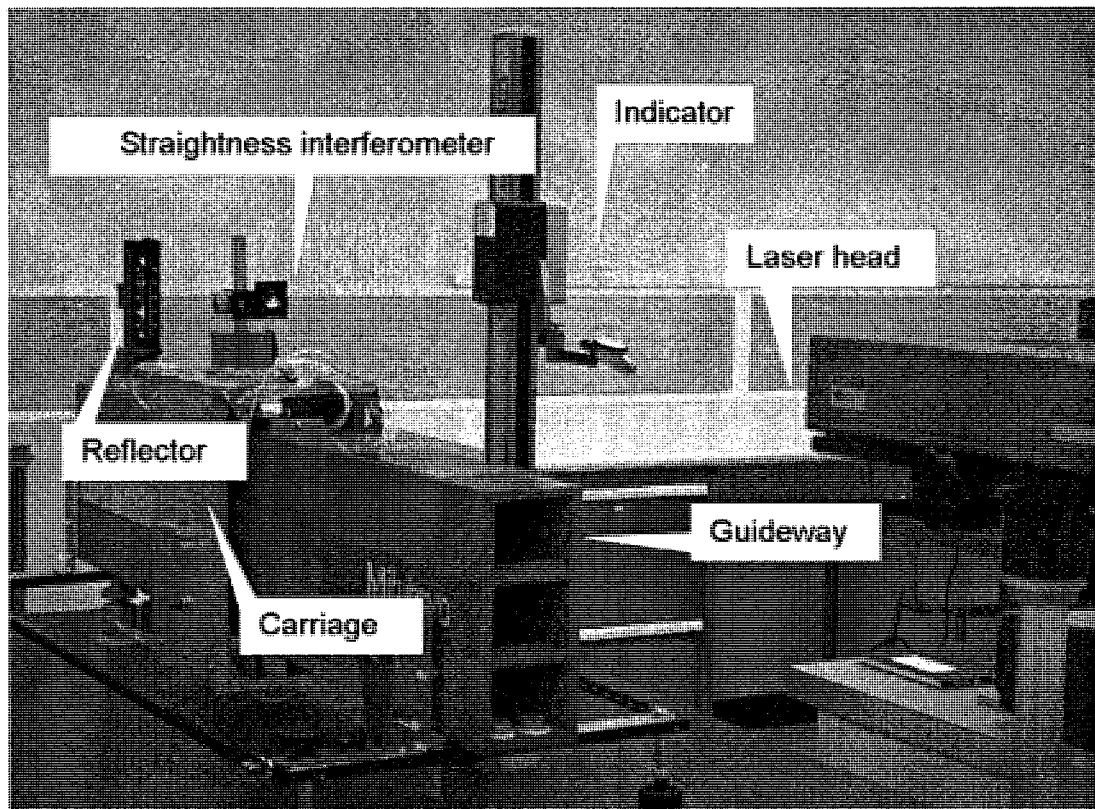 Indicator
Straightness interferometer
Laser head
Reflector
Guideway
Carriage